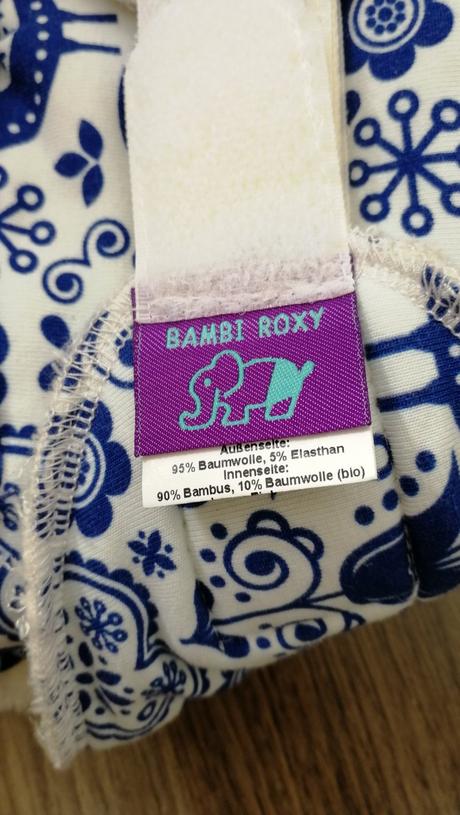 BAMBI ROXY
Außenseite:
95% Baumwolle, 5% Elasthan
Innenseite:
90% Bambus, 10% Baumwolle (bio)